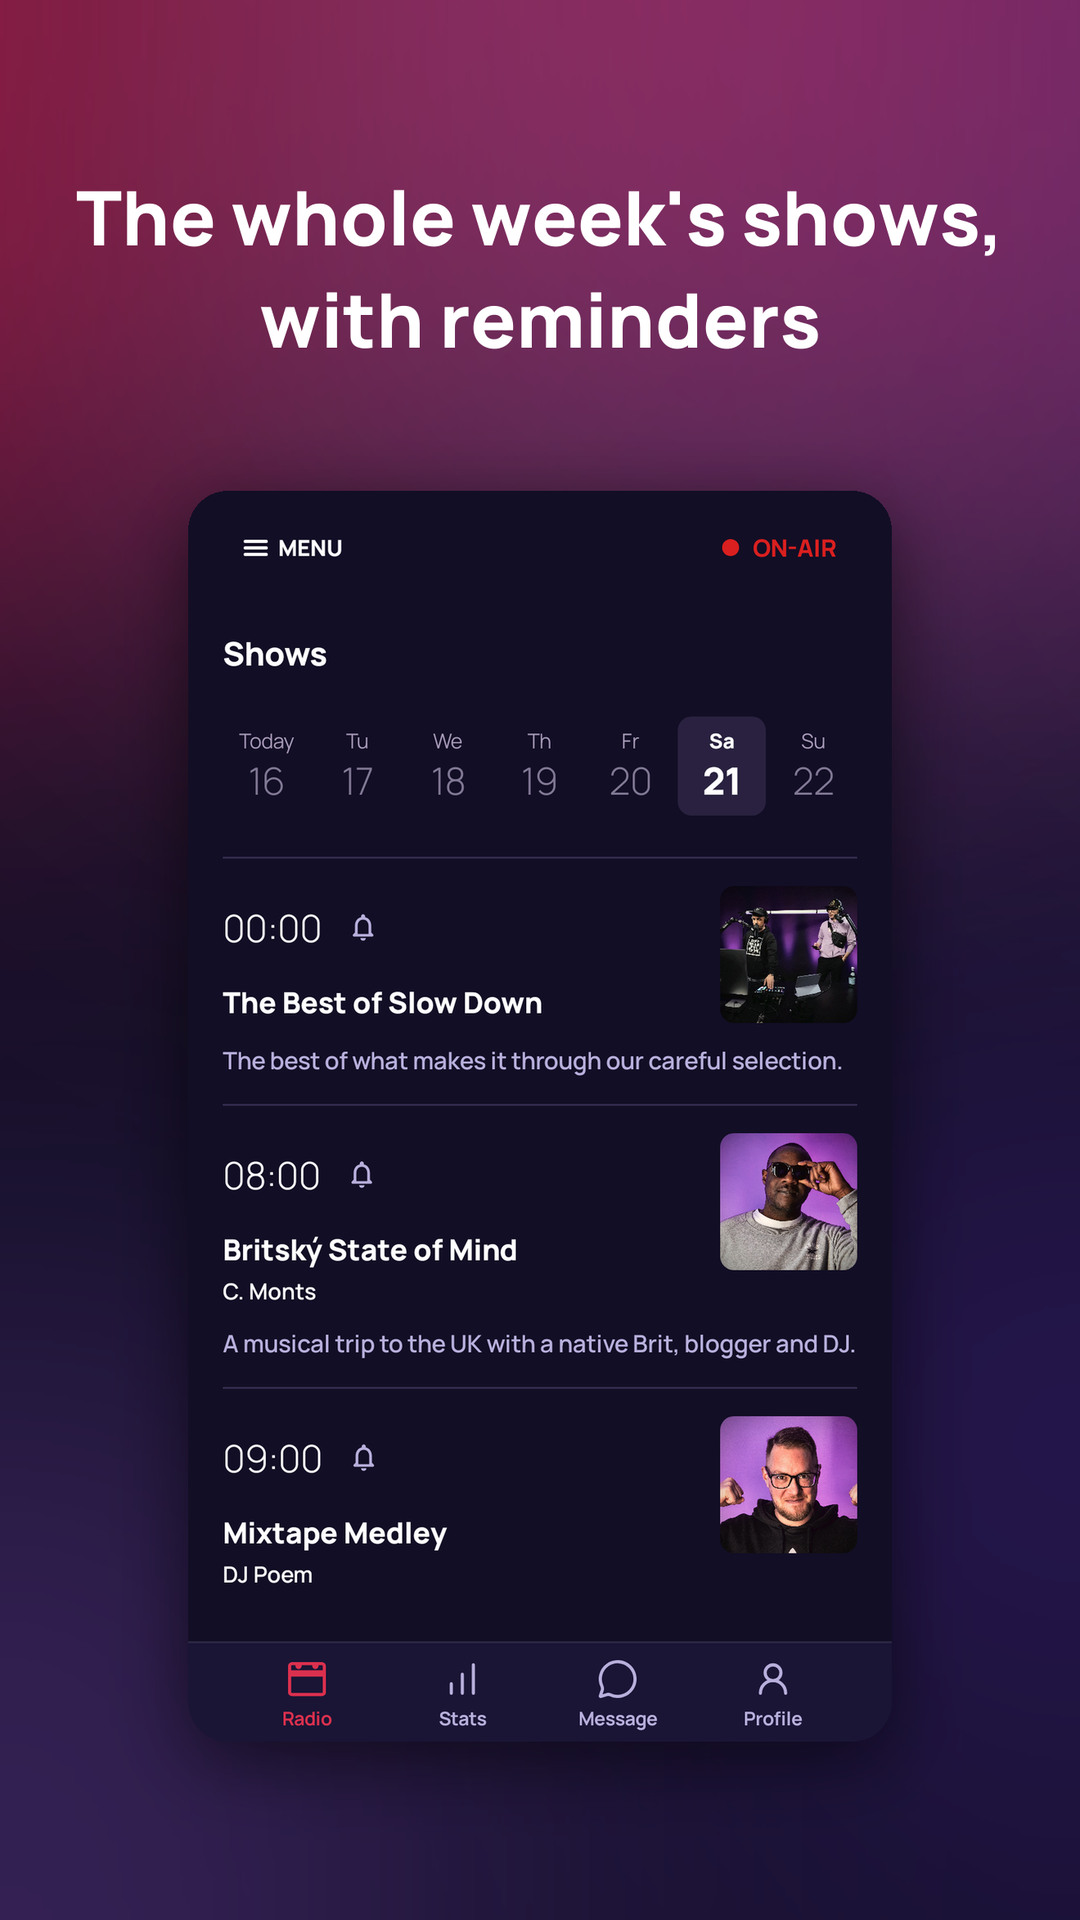 The whole week's shows,
with reminders
MENU
ON-AIR
Shows
Today Tu We Th Fr Sa Su
16 17 18 19 20 21 22
00:00
The Best of Slow Down
The best of what makes it through our careful selection.
08:00
Britský State of Mind
C. Monts
A musical trip to the UK with a native Brit, blogger and DJ.
09:00
Mixtape Medley
DJ Poem
Radio Stats Message Profile